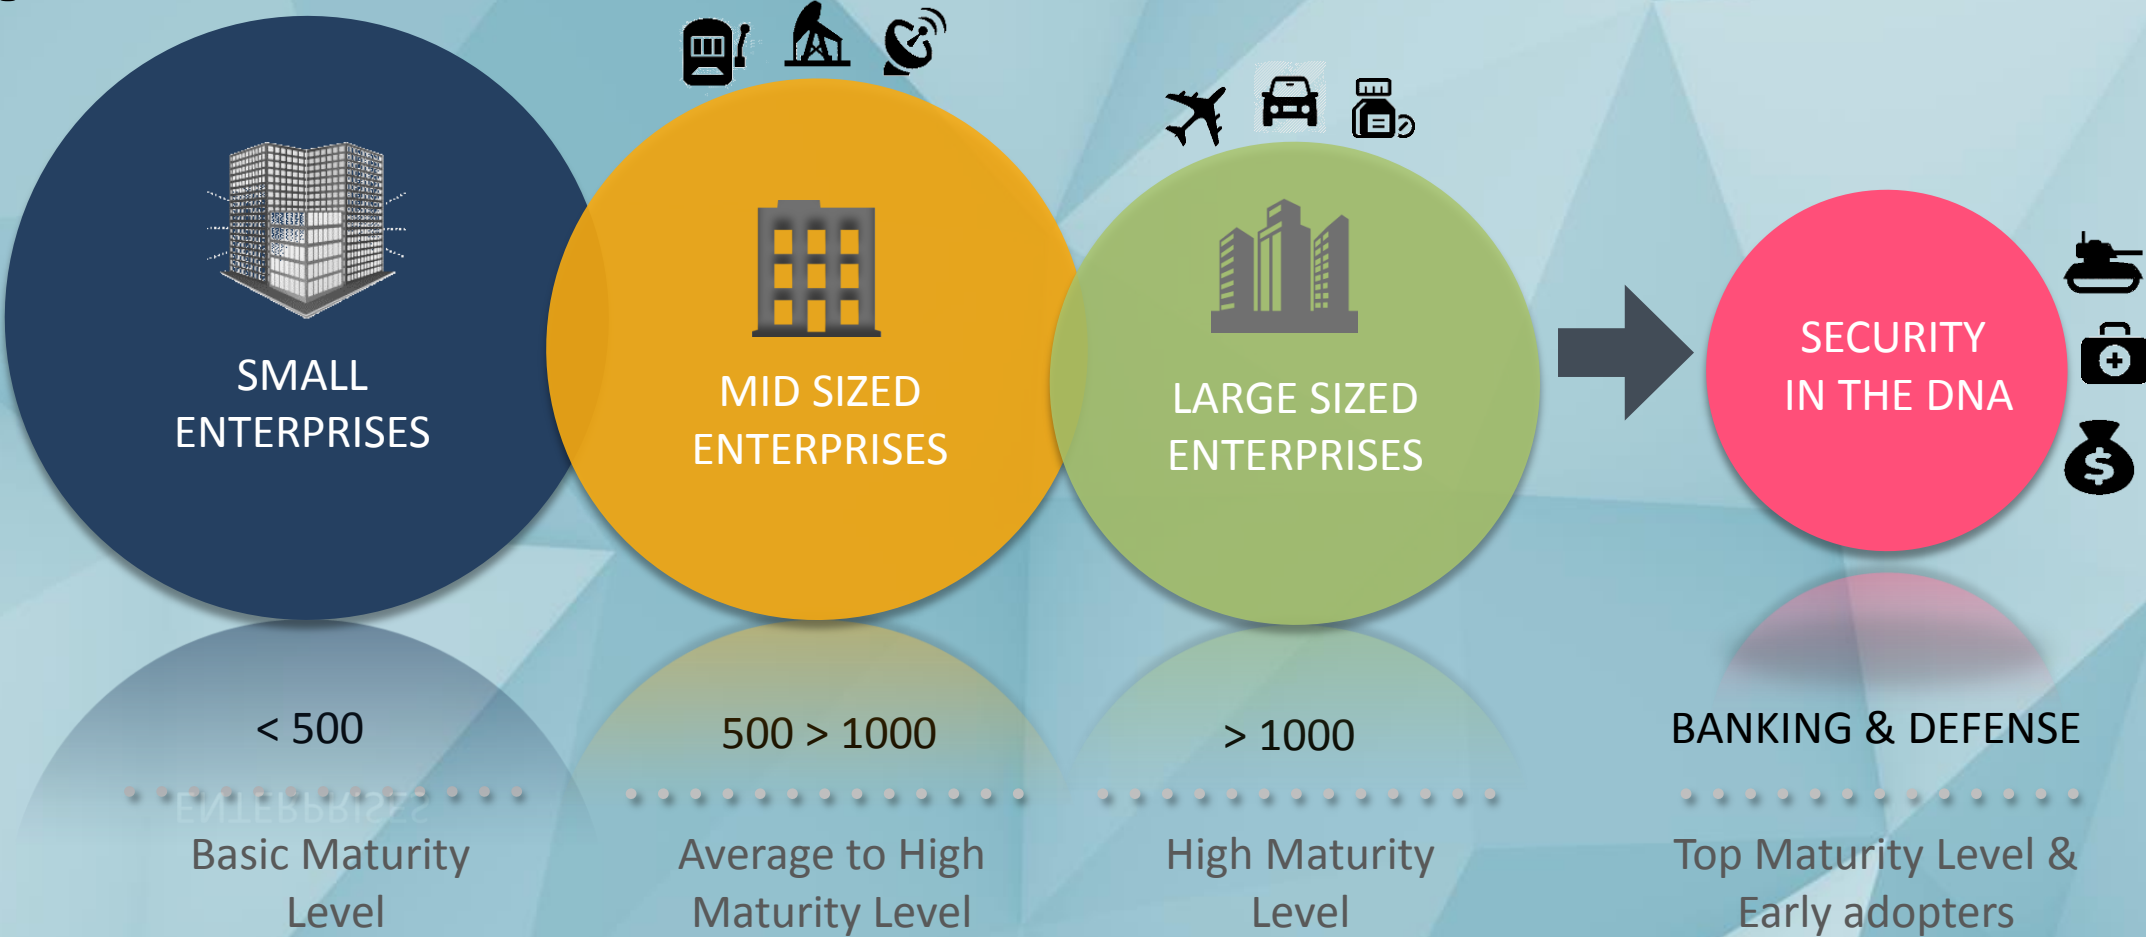 SMALL
ENTERPRISES
MID SIZED
ENTERPRISES
LARGE SIZED
ENTERPRISES
SECURITY
IN THE DNA
< 500
500 > 1000
> 1000
BANKING & DEFENSE
Basic Maturity
Level
Average to High
Maturity Level
High Maturity
Level
Top Maturity Level &
Early adopters